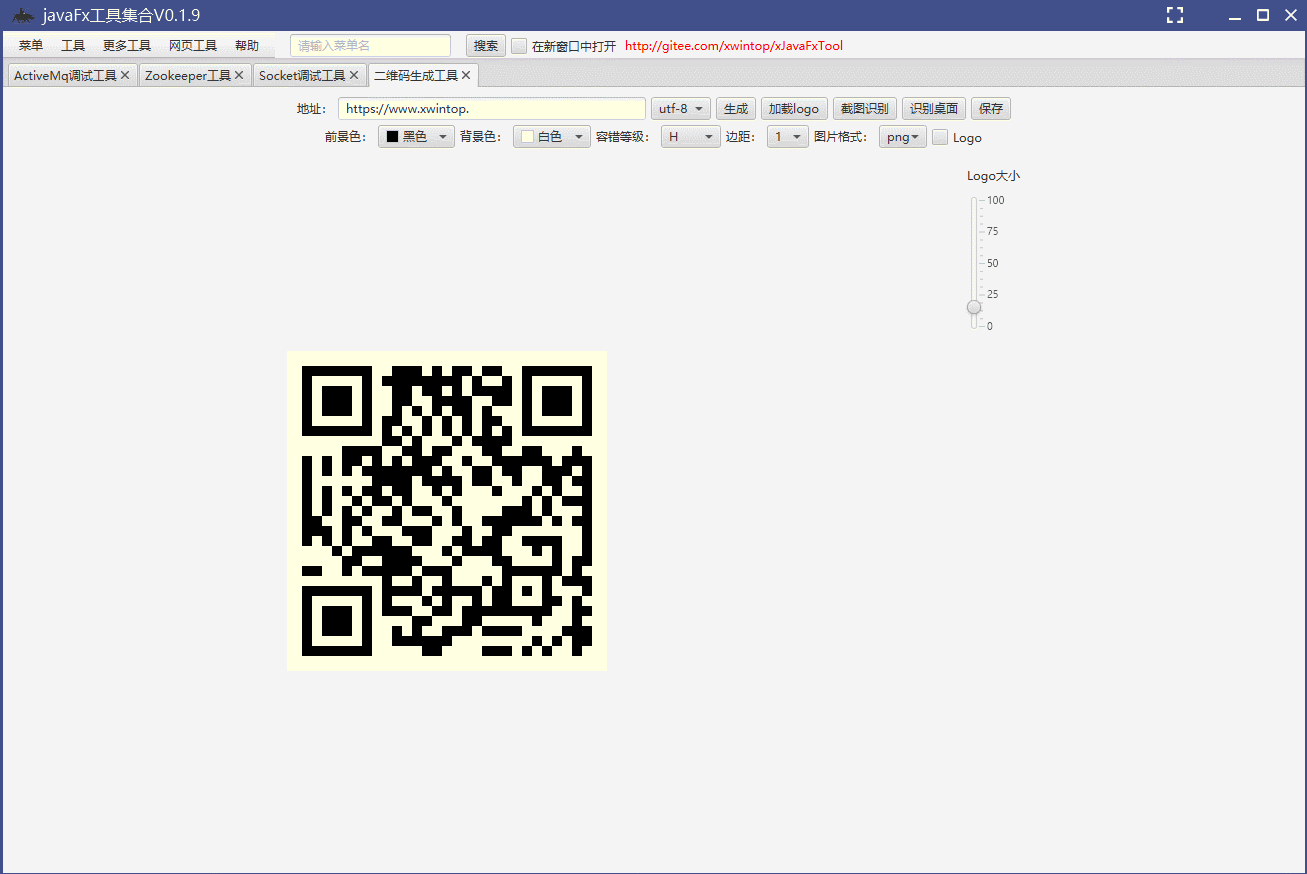 javaFx工具集合V0.1.9
菜单 工具 更多工具 网页工具 帮助 请输入菜单名 搜索 在新窗口中打开 http://gitee.com/xwintop/xJavaFxTool
ActiveMq调试工具 Zookeeper工具 Socket调试工具 二维码生成工具
地址： https://www.xwintop. utf-8 生成 加载logo 截图识别 识别桌面 保存
前景色： 黑色 背景色： 白色 容错等级： H 边距： 1 图片格式： png Logo
Logo大小
100
75
50
25
0